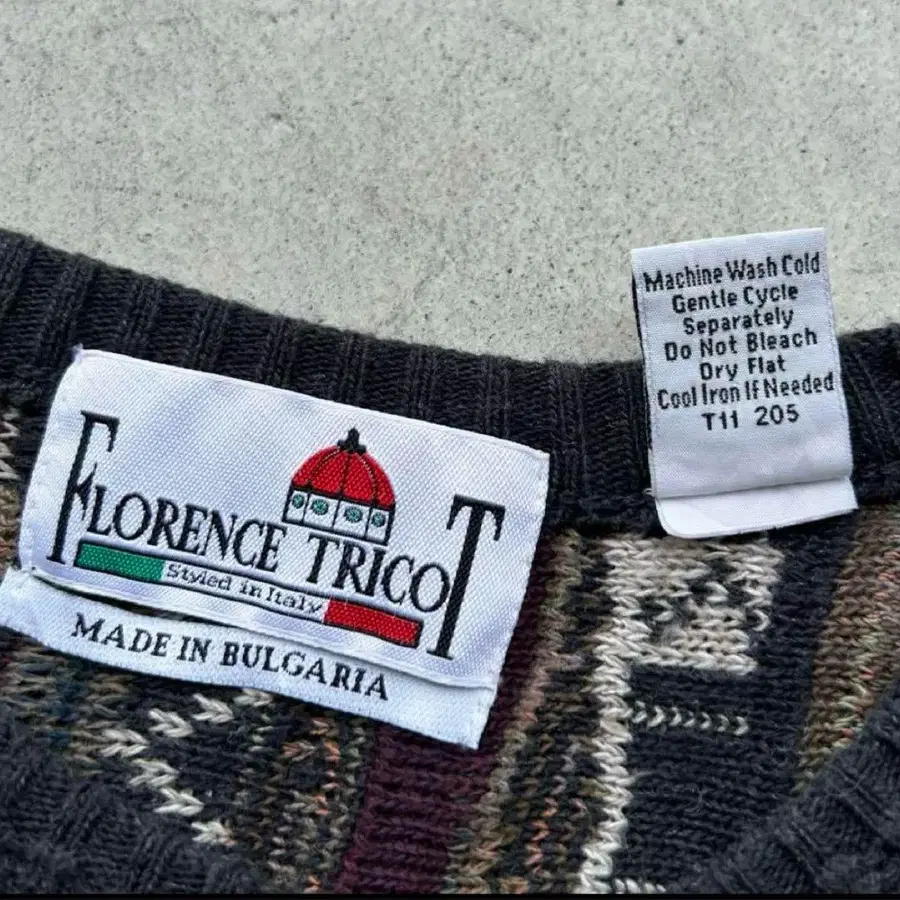 FLORENCE TRICOT
Styled in Italy
MADE IN BULGARIA
Machine Wash Cold
Gentle Cycle
Separately
Do Not Bleach
Dry Flat
Cool Iron If Needed
T11 205